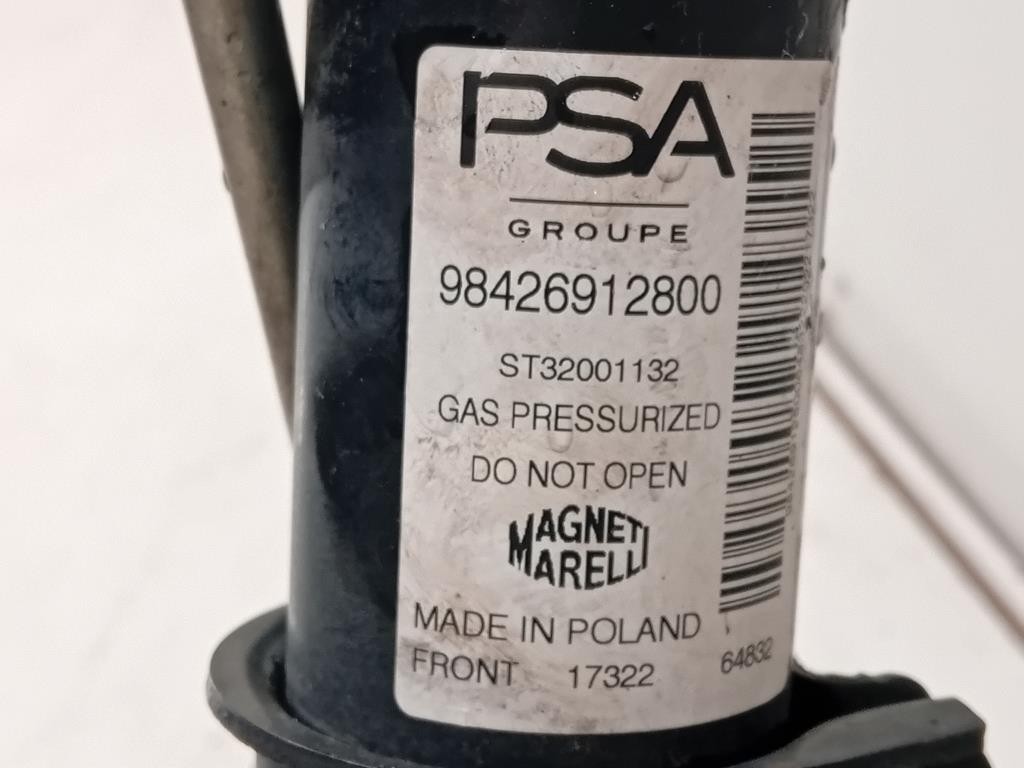 PSA
GROUPE
98426912800
ST32001132
GAS PRESSURIZED
DO NOT OPEN
MAGNETI
MARELLI
MADE IN POLAND
FRONT 17322 64832